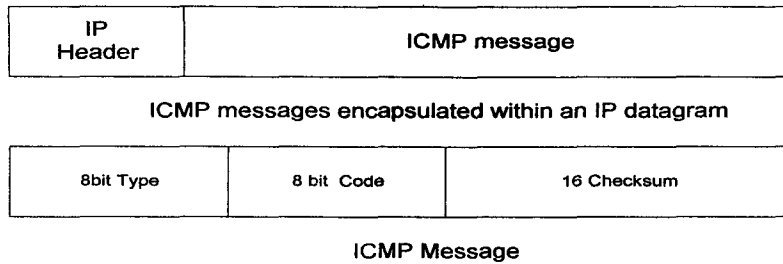 IP
Header
ICMP message
ICMP messages encapsulated within an IP datagram
8bit Type
8 bit Code
16 Checksum
ICMP Message